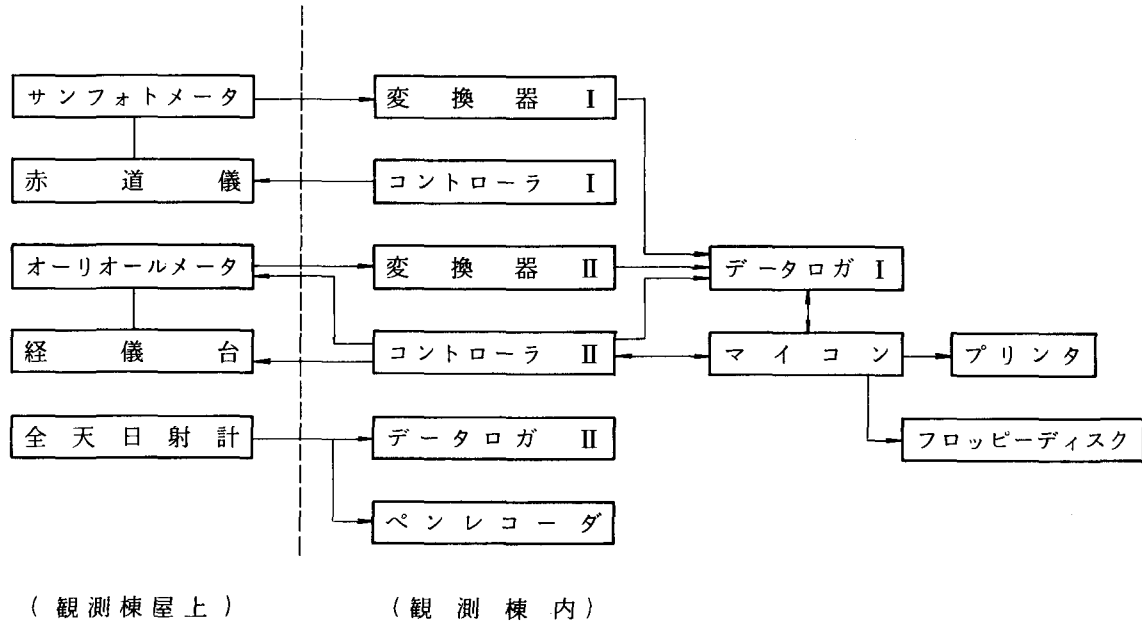 サンフォトメータ
変換器 I
赤道儀
コントローラ I
オーリオールメータ
変換器 II
データロガ I
経儀台
コントローラ II
マイコン
プリンタ
全天日射計
データロガ II
フロッピーディスク
ペンレコーダ
(観測棟屋上)
(観測棟内)